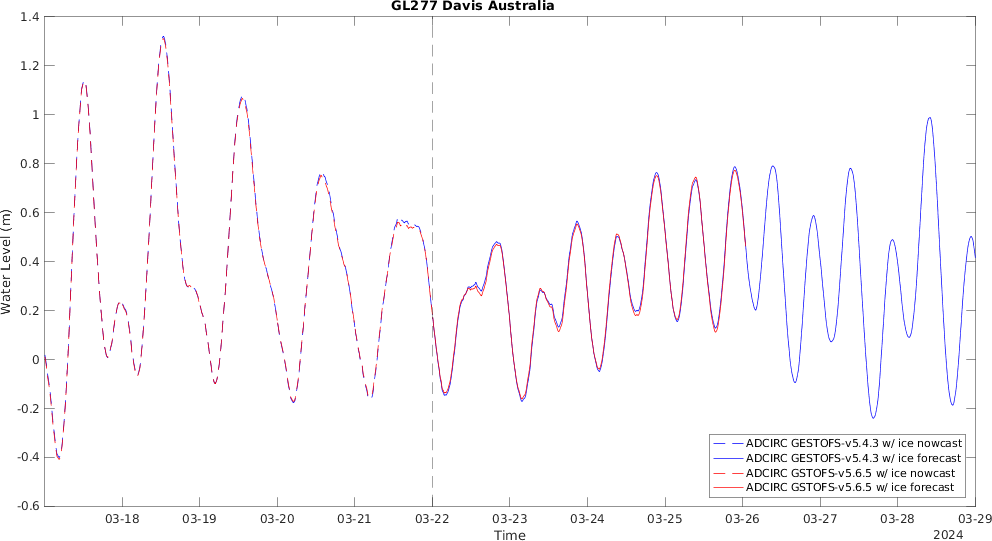 GL277 Davis Australia
1.4
1.2
1
0.8
0.6
0.4
0.2
0
-0.2
-0.4
-0.6
Water Level (m)
03-18 03-19 03-20 03-21 03-22 03-23 03-24 03-25 03-26 03-27 03-28 03-29
Time
2024
ADCIRC GESTOFS-v5.4.3 w/ ice nowcast
ADCIRC GESTOFS-v5.4.3 w/ ice forecast
ADCIRC GSTOFS-v5.6.5 w/ ice nowcast
ADCIRC GSTOFS-v5.6.5 w/ ice forecast